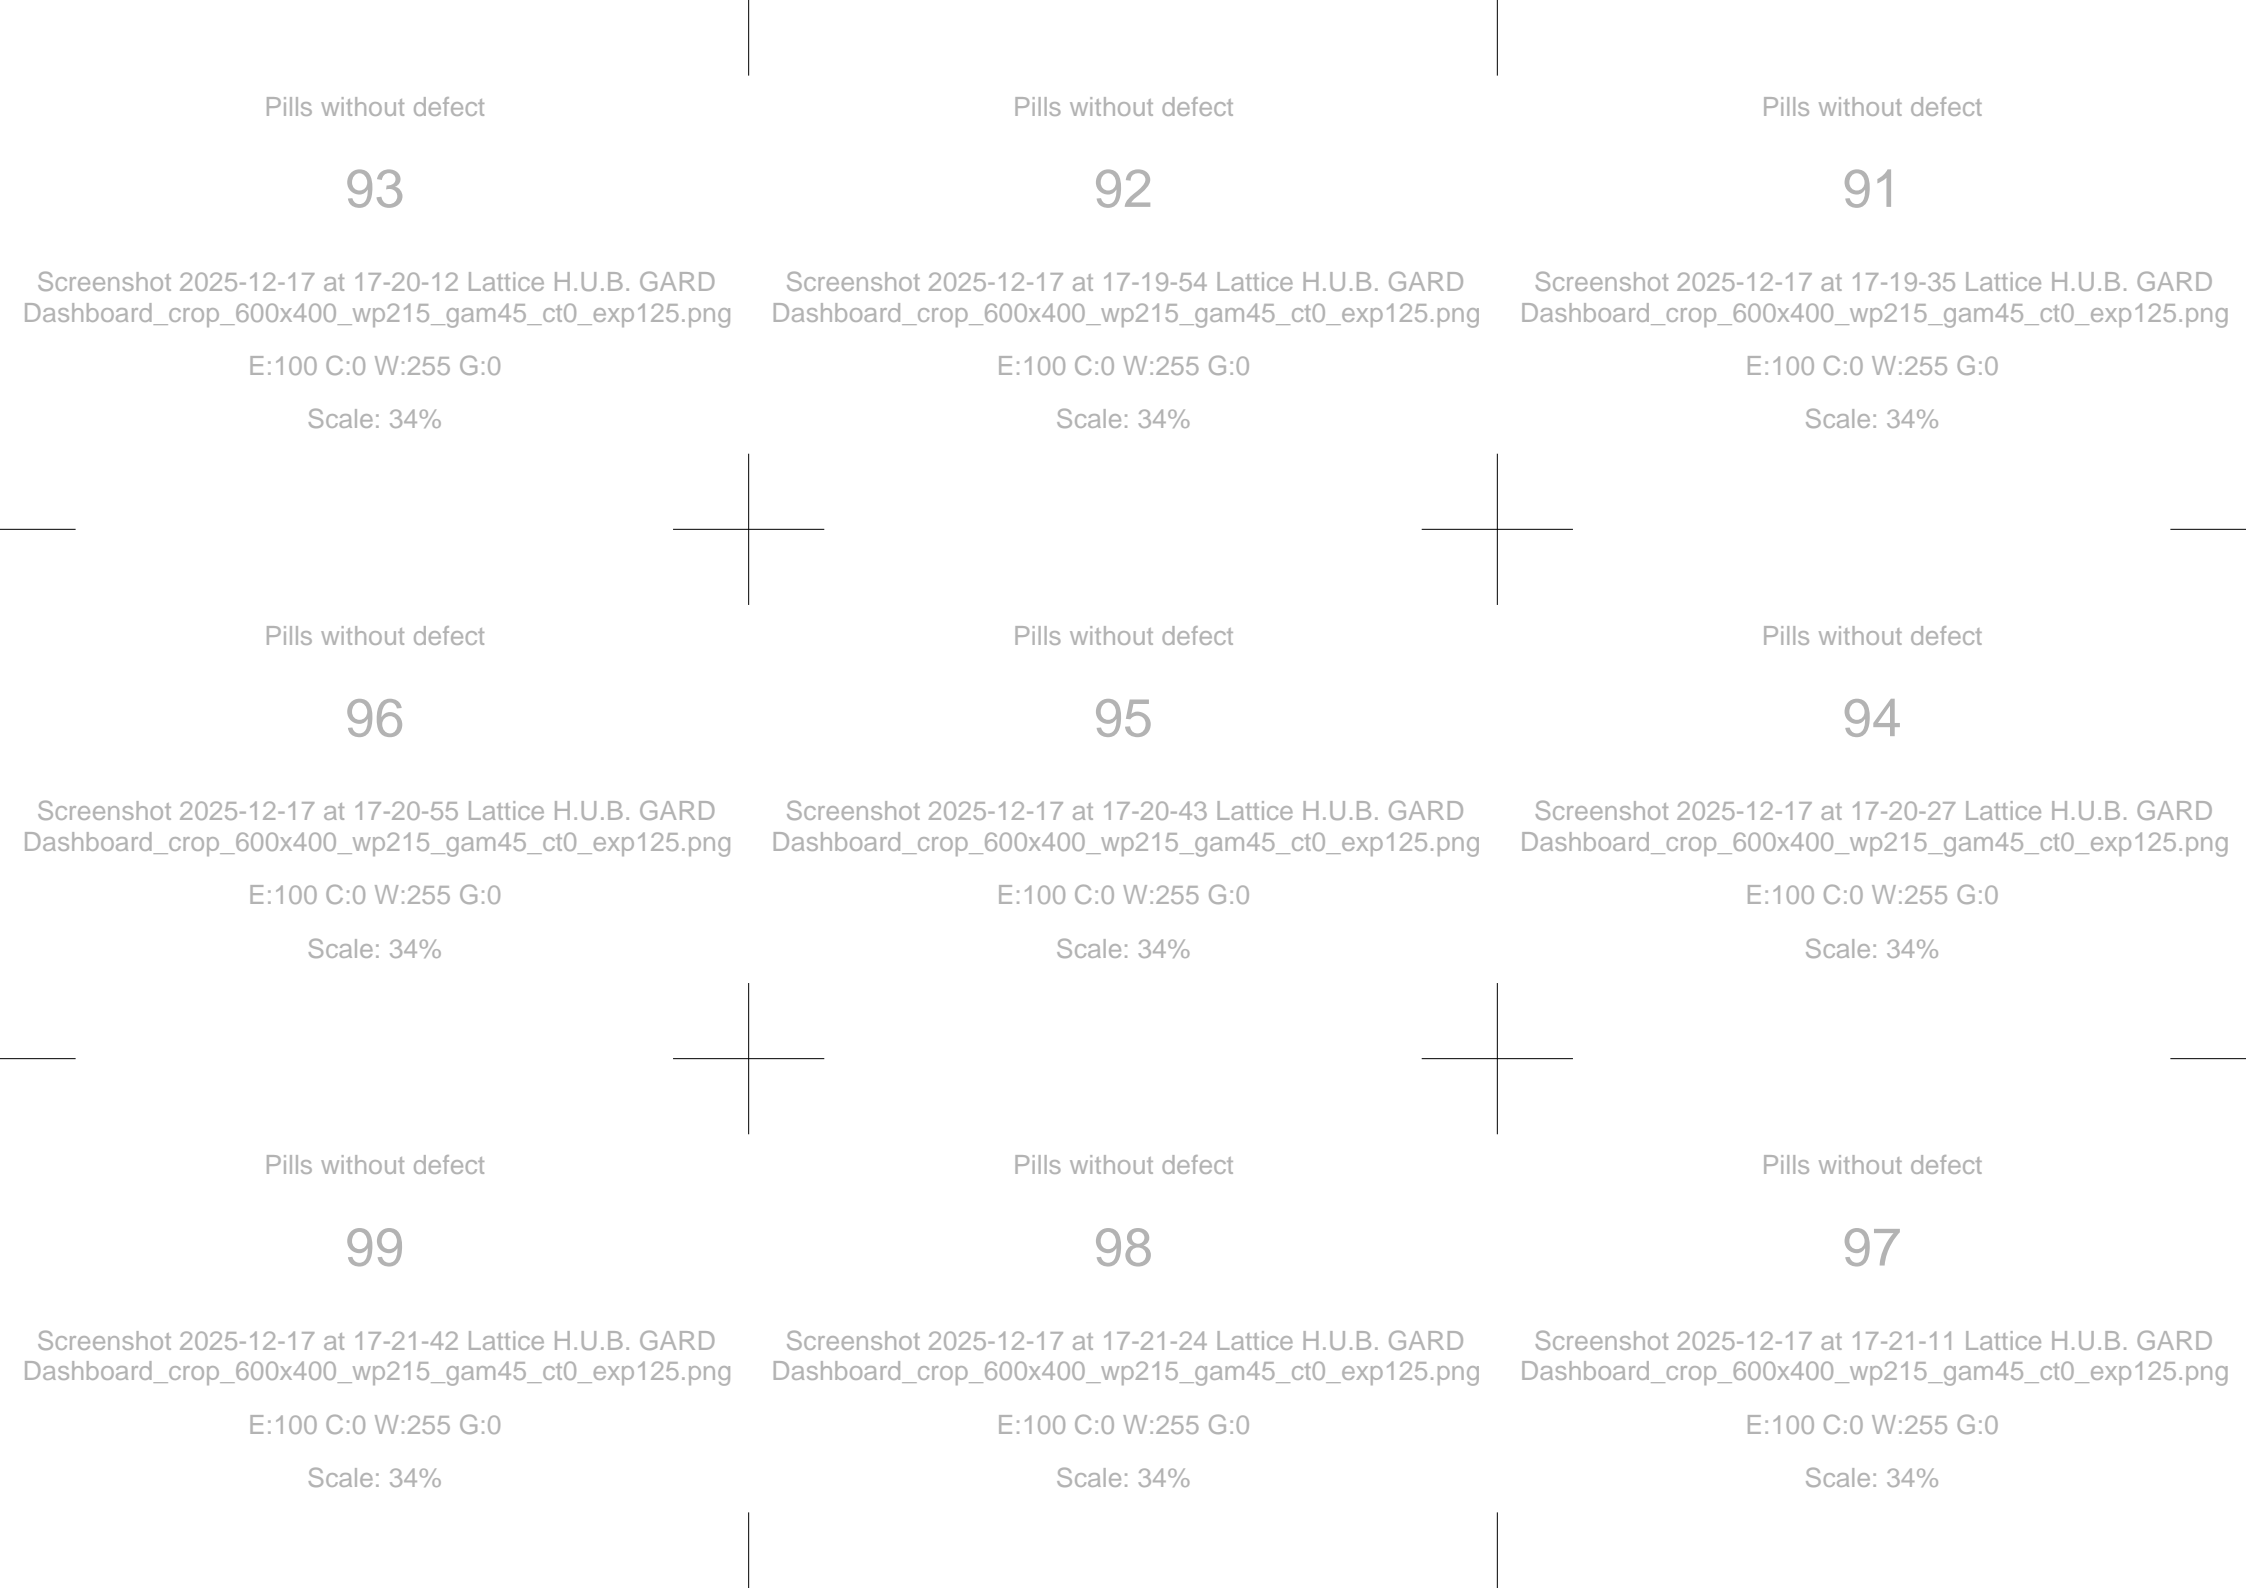 Pills without defect
93
Screenshot 2025-12-17 at 17-20-12 Lattice H.U.B. GARD
Dashboard_crop_600x400_wp215_gam45_ct0_exp125.png
E:100 C:0 W:255 G:0
Scale: 34%
Pills without defect
92
Screenshot 2025-12-17 at 17-19-54 Lattice H.U.B. GARD
Dashboard_crop_600x400_wp215_gam45_ct0_exp125.png
E:100 C:0 W:255 G:0
Scale: 34%
Pills without defect
91
Screenshot 2025-12-17 at 17-19-35 Lattice H.U.B. GARD
Dashboard_crop_600x400_wp215_gam45_ct0_exp125.png
E:100 C:0 W:255 G:0
Scale: 34%
Pills without defect
96
Screenshot 2025-12-17 at 17-20-55 Lattice H.U.B. GARD
Dashboard_crop_600x400_wp215_gam45_ct0_exp125.png
E:100 C:0 W:255 G:0
Scale: 34%
Pills without defect
95
Screenshot 2025-12-17 at 17-20-43 Lattice H.U.B. GARD
Dashboard_crop_600x400_wp215_gam45_ct0_exp125.png
E:100 C:0 W:255 G:0
Scale: 34%
Pills without defect
94
Screenshot 2025-12-17 at 17-20-27 Lattice H.U.B. GARD
Dashboard_crop_600x400_wp215_gam45_ct0_exp125.png
E:100 C:0 W:255 G:0
Scale: 34%
Pills without defect
99
Screenshot 2025-12-17 at 17-21-42 Lattice H.U.B. GARD
Dashboard_crop_600x400_wp215_gam45_ct0_exp125.png
E:100 C:0 W:255 G:0
Scale: 34%
Pills without defect
98
Screenshot 2025-12-17 at 17-21-24 Lattice H.U.B. GARD
Dashboard_crop_600x400_wp215_gam45_ct0_exp125.png
E:100 C:0 W:255 G:0
Scale: 34%
Pills without defect
97
Screenshot 2025-12-17 at 17-21-11 Lattice H.U.B. GARD
Dashboard_crop_600x400_wp215_gam45_ct0_exp125.png
E:100 C:0 W:255 G:0
Scale: 34%